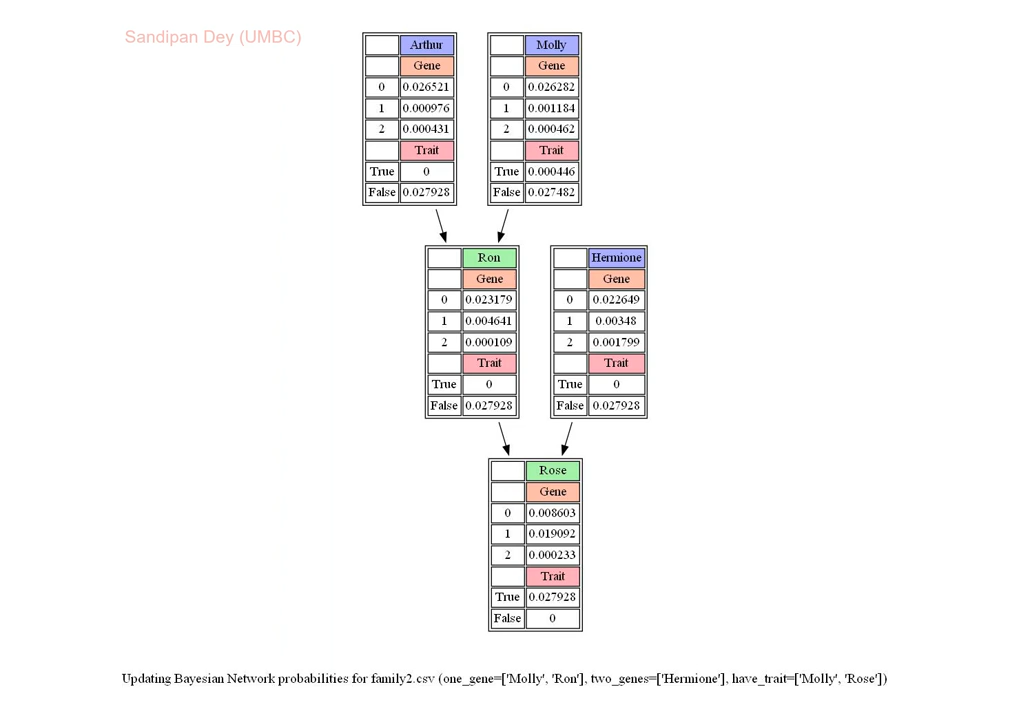 Sandipan Dey (UMBC)
Arthur
Gene
0 0.026521
1 0.000976
2 0.000431
Trait
True 0
False 0.027928
Molly
Gene
0 0.026282
1 0.001184
2 0.000462
Trait
True 0.000446
False 0.027482
Ron
Gene
0 0.023179
1 0.004641
2 0.000109
Trait
True 0
False 0.027928
Hermione
Gene
0 0.022649
1 0.00348
2 0.001799
Trait
True 0
False 0.027928
Rose
Gene
0 0.008603
1 0.019092
2 0.000233
Trait
True 0.027928
False 0
Updating Bayesian Network probabilities for family2.csv (one_gene=['Molly', 'Ron'], two_genes=['Hermione'], have_trait=['Molly', 'Rose'])